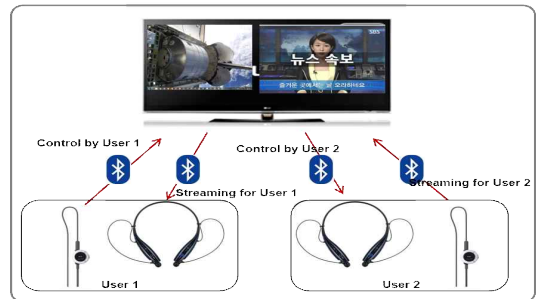 SBS
뉴스 속보
Control by User 1
Control by User 2
Streaming for User 1
Streaming for User 2
User 1
User 2